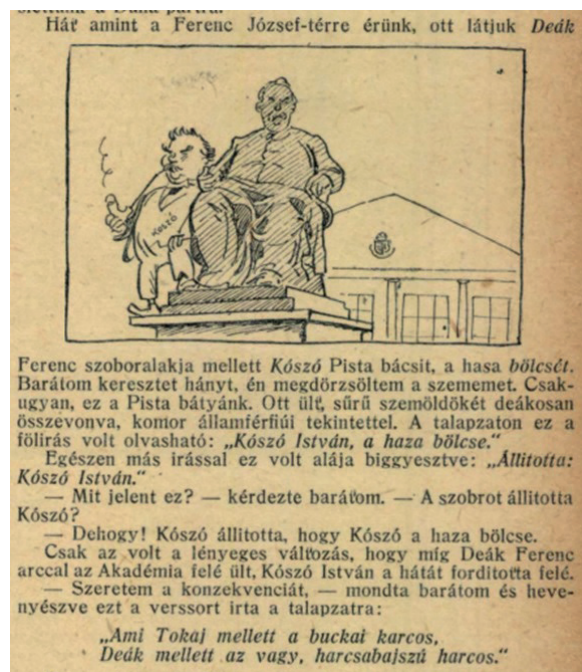 Hát amint a Ferenc József-térre érünk, ott látjuk Deák
KÓSZÓ
Ferenc szoboralakja mellett Kószó Pista bácsit, a hasa bölcsét.
Barátom keresztet hányt, én megdörzsöltem a szememet. Csak-
ugyan, ez a Pista bátyánk. Ott ült, sűrű szemöldökét deákosan
összevonva, komor államférfiúi tekintettel. A talapzaton ez a
fölirás volt olvasható: „Kószó István, a haza bölcse."
Egészen más irással ez volt alája biggyesztve: „Állitotta:
Kószó István."
— Mit jelent ez? — kérdezte barátom. — A szobrot állitotta
Kószó?
— Dehogy! Kószó állitotta, hogy Kószó a haza bölcse.
Csak az volt a lényeges változás, hogy míg Deák Ferenc
arccal az Akadémia felé ült, Kószó István a hátát forditotta felé.
— Szeretem a konzekvenciát, — mondta barátom és heve-
nyészve ezt a verssort irta a talapzatra:
„Ami Tokaj mellett a buckai karcos,
Deák mellett az vagy, harcsabajszú harcos."